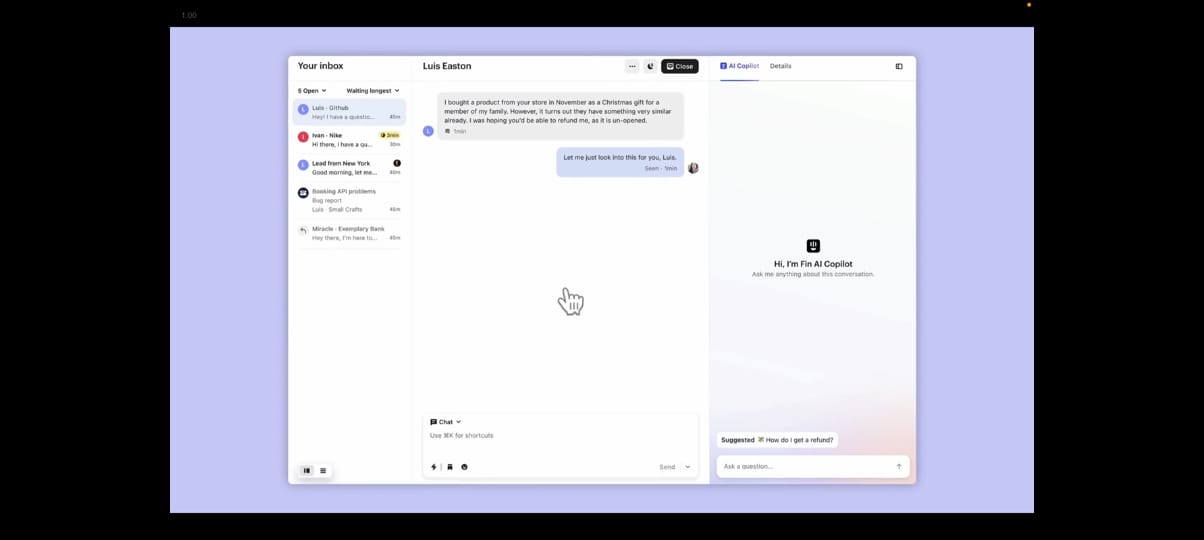 1:00
Your inbox
5 Open
Waiting longest
Luis · Github
Hey! I have a questic...
45m
Ivan · Nike
3min
Hi there, I have a qu...
30m
Lead from New York
Good morning, let me...
40m
Booking API problems
Bug report
Luis · Small Crafts
45m
Miracle · Exemplary Bank
Hey there, I'm here to...
45m
Luis Easton
Close
L
I bought a product from your store in November as a Christmas gift for a
member of my family. However, it turns out they have something very similar
already. I was hoping you'd be able to refund me, as it is un-opened.
1min
Let me just look into this for you, Luis.
Seen · 1min
Chat
Use ⌘K for shortcuts
Send
AI Copilot
Details
Hi, I'm Fin AI Copilot
Ask me anything about this conversation.
Suggested 💸 How do I get a refund?
Ask a question...